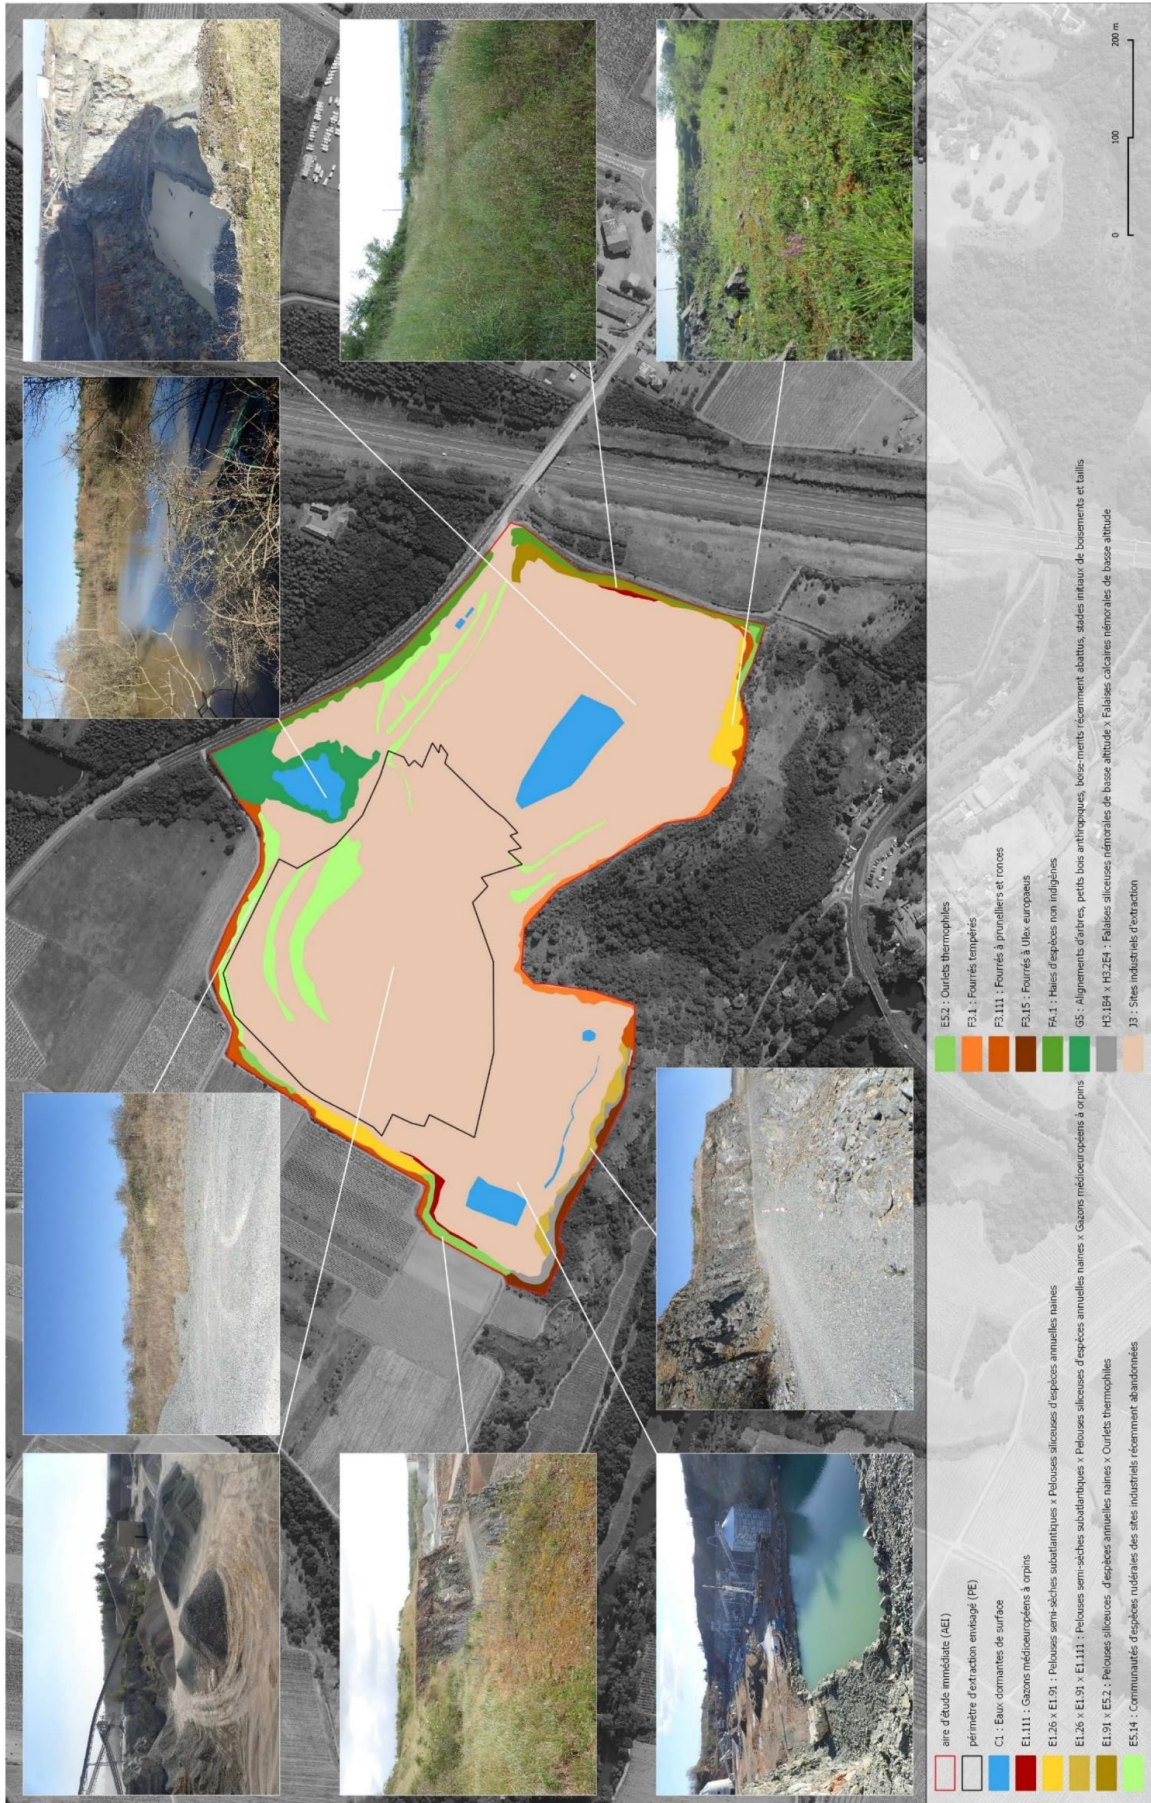 aire d'étude immédiate (AEI)
périmètre d'extraction envisagé (PE)
C1 : Eaux dormantes de surface
E1.111 : Gazons médioeuropéens à orpins
E1.26 x E1.91 : Pelouses semi-sèches subatlantiques x Pelouses siliceuses d'espèces annuelles naines
E1.26 x E1.91 x E1.111 : Pelouses semi-sèches subatlantiques x Pelouses siliceuses d'espèces annuelles naines x Gazons médioeuropéens à orpins
E1.91 x E5.2 : Pelouses siliceuces d'espèces annuelles naines x Ourlets thermophiles
E5.14 : Communautés d'espèces rudérales des sites industriels récemment abandonnées
E5.2 : Ourlets thermophiles
F3.1 : Fourrés tempérés
F3.111 : Fourrés à prunelliers et ronces
F3.15 : Fourrés à Ulex europaeus
FA.1 : Haies d'espèces non indigènes
G5 : Alignements d'arbres, petits bois anthropiques, boise-ments récemment abattus, stades initiaux de boisements et taillis
H3.1B4 x H3.2E4 : Falaises siliceuses némorales de basse altitude x Falaises calcaires némorales de basse altitude
J3 : Sites industriels d'extraction
0 100 200 m